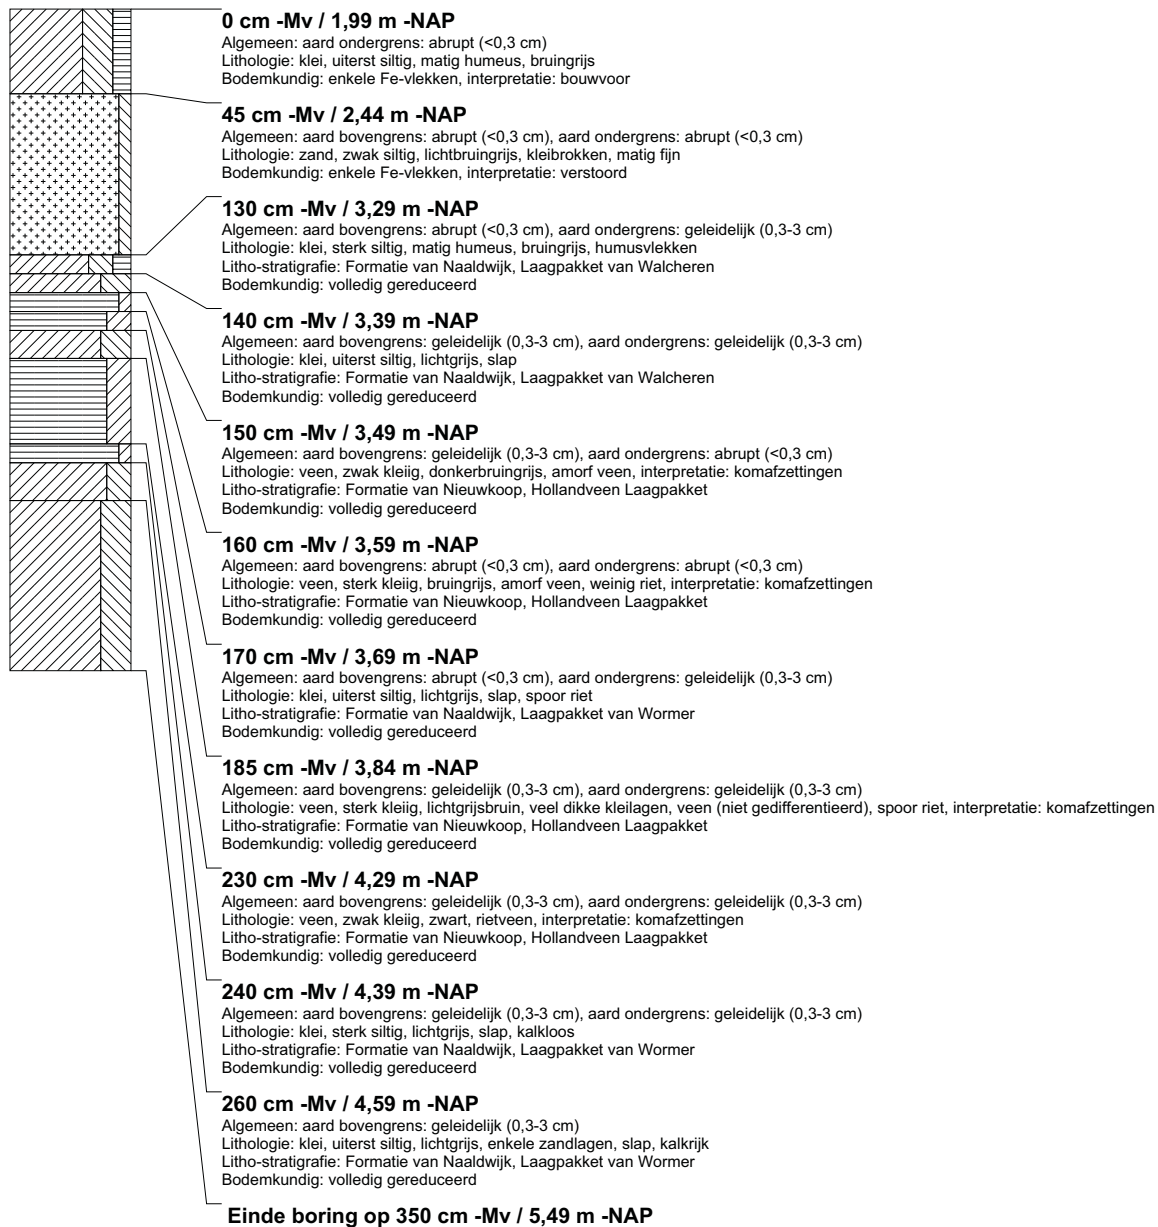 0 cm -Mv / 1,99 m -NAP
Algemeen: aard ondergrens: abrupt (<0,3 cm)
Lithologie: klei, uiterst siltig, matig humeus, bruingrijs
Bodemkundig: enkele Fe-vlekken, interpretatie: bouwvoor
45 cm -Mv / 2,44 m -NAP
Algemeen: aard bovengrens: abrupt (<0,3 cm), aard ondergrens: abrupt (<0,3 cm)
Lithologie: zand, zwak siltig, lichtbruingrijs, kleibrokken, matig fijn
Bodemkundig: enkele Fe-vlekken, interpretatie: verstoord
130 cm -Mv / 3,29 m -NAP
Algemeen: aard bovengrens: abrupt (<0,3 cm), aard ondergrens: geleidelijk (0,3-3 cm)
Lithologie: klei, sterk siltig, matig humeus, bruingrijs, humusvlekken
Litho-stratigrafie: Formatie van Naaldwijk, Laagpakket van Walcheren
Bodemkundig: volledig gereduceerd
140 cm -Mv / 3,39 m -NAP
Algemeen: aard bovengrens: geleidelijk (0,3-3 cm), aard ondergrens: geleidelijk (0,3-3 cm)
Lithologie: klei, uiterst siltig, lichtgrijs, slap
Litho-stratigrafie: Formatie van Naaldwijk, Laagpakket van Walcheren
Bodemkundig: volledig gereduceerd
150 cm -Mv / 3,49 m -NAP
Algemeen: aard bovengrens: geleidelijk (0,3-3 cm), aard ondergrens: abrupt (<0,3 cm)
Lithologie: veen, zwak kleiig, donkerbruingrijs, amorf veen, interpretatie: komafzettingen
Litho-stratigrafie: Formatie van Nieuwkoop, Hollandveen Laagpakket
Bodemkundig: volledig gereduceerd
160 cm -Mv / 3,59 m -NAP
Algemeen: aard bovengrens: abrupt (<0,3 cm), aard ondergrens: abrupt (<0,3 cm)
Lithologie: veen, sterk kleiig, bruingrijs, amorf veen, weinig riet, interpretatie: komafzettingen
Litho-stratigrafie: Formatie van Nieuwkoop, Hollandveen Laagpakket
Bodemkundig: volledig gereduceerd
170 cm -Mv / 3,69 m -NAP
Algemeen: aard bovengrens: abrupt (<0,3 cm), aard ondergrens: geleidelijk (0,3-3 cm)
Lithologie: klei, uiterst siltig, lichtgrijs, slap, spoor riet
Litho-stratigrafie: Formatie van Naaldwijk, Laagpakket van Wormer
Bodemkundig: volledig gereduceerd
185 cm -Mv / 3,84 m -NAP
Algemeen: aard bovengrens: geleidelijk (0,3-3 cm), aard ondergrens: geleidelijk (0,3-3 cm)
Lithologie: veen, sterk kleiig, lichtgrijsbruin, veel dikke kleilagen, veen (niet gedifferentieerd), spoor riet, interpretatie: komafzettingen
Litho-stratigrafie: Formatie van Nieuwkoop, Hollandveen Laagpakket
Bodemkundig: volledig gereduceerd
230 cm -Mv / 4,29 m -NAP
Algemeen: aard bovengrens: geleidelijk (0,3-3 cm), aard ondergrens: geleidelijk (0,3-3 cm)
Lithologie: veen, zwak kleiig, zwart, rietveen, interpretatie: komafzettingen
Litho-stratigrafie: Formatie van Nieuwkoop, Hollandveen Laagpakket
Bodemkundig: volledig gereduceerd
240 cm -Mv / 4,39 m -NAP
Algemeen: aard bovengrens: geleidelijk (0,3-3 cm), aard ondergrens: geleidelijk (0,3-3 cm)
Lithologie: klei, sterk siltig, lichtgrijs, slap, kalkloos
Litho-stratigrafie: Formatie van Naaldwijk, Laagpakket van Wormer
Bodemkundig: volledig gereduceerd
260 cm -Mv / 4,59 m -NAP
Algemeen: aard bovengrens: geleidelijk (0,3-3 cm)
Lithologie: klei, uiterst siltig, lichtgrijs, enkele zandlagen, slap, kalkrijk
Litho-stratigrafie: Formatie van Naaldwijk, Laagpakket van Wormer
Bodemkundig: volledig gereduceerd
Einde boring op 350 cm -Mv / 5,49 m -NAP